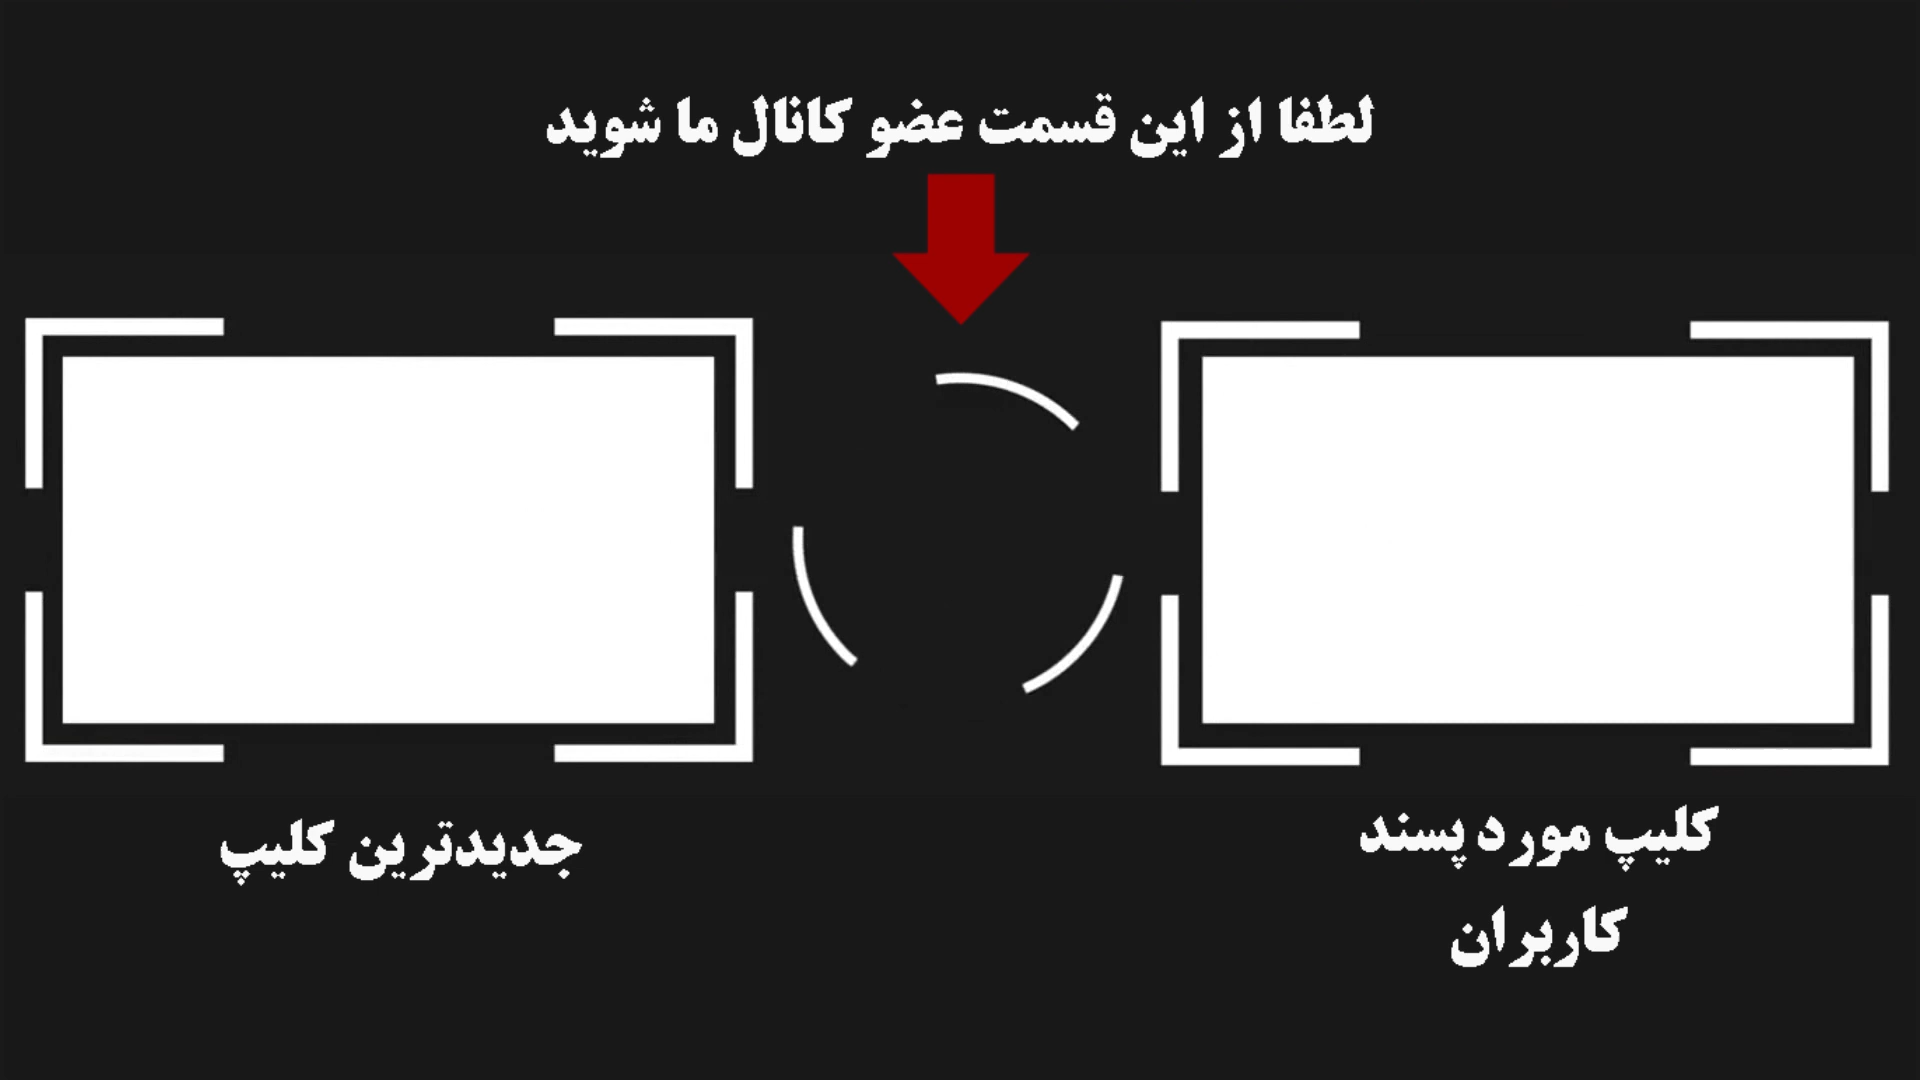 لطفا از این قسمت عضو کانال ما شوید
کلیپ مورد پسند
کاربران
جدیدترین کلیپ